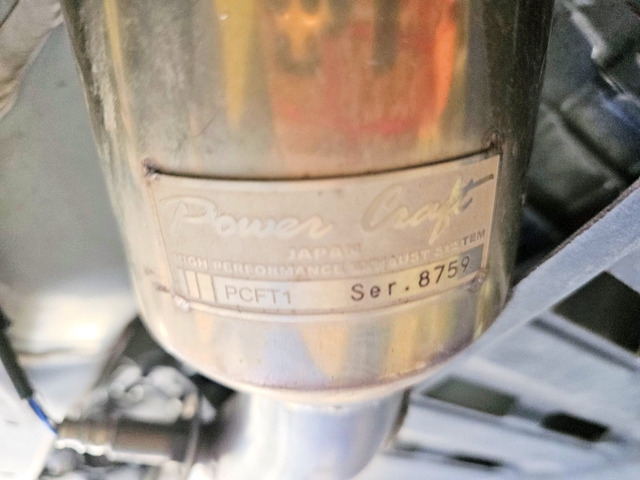 Power Craft
JAPAN
HIGH PERFORMANCE EXHAUST SYSTEM
PCFT1 Ser.8759